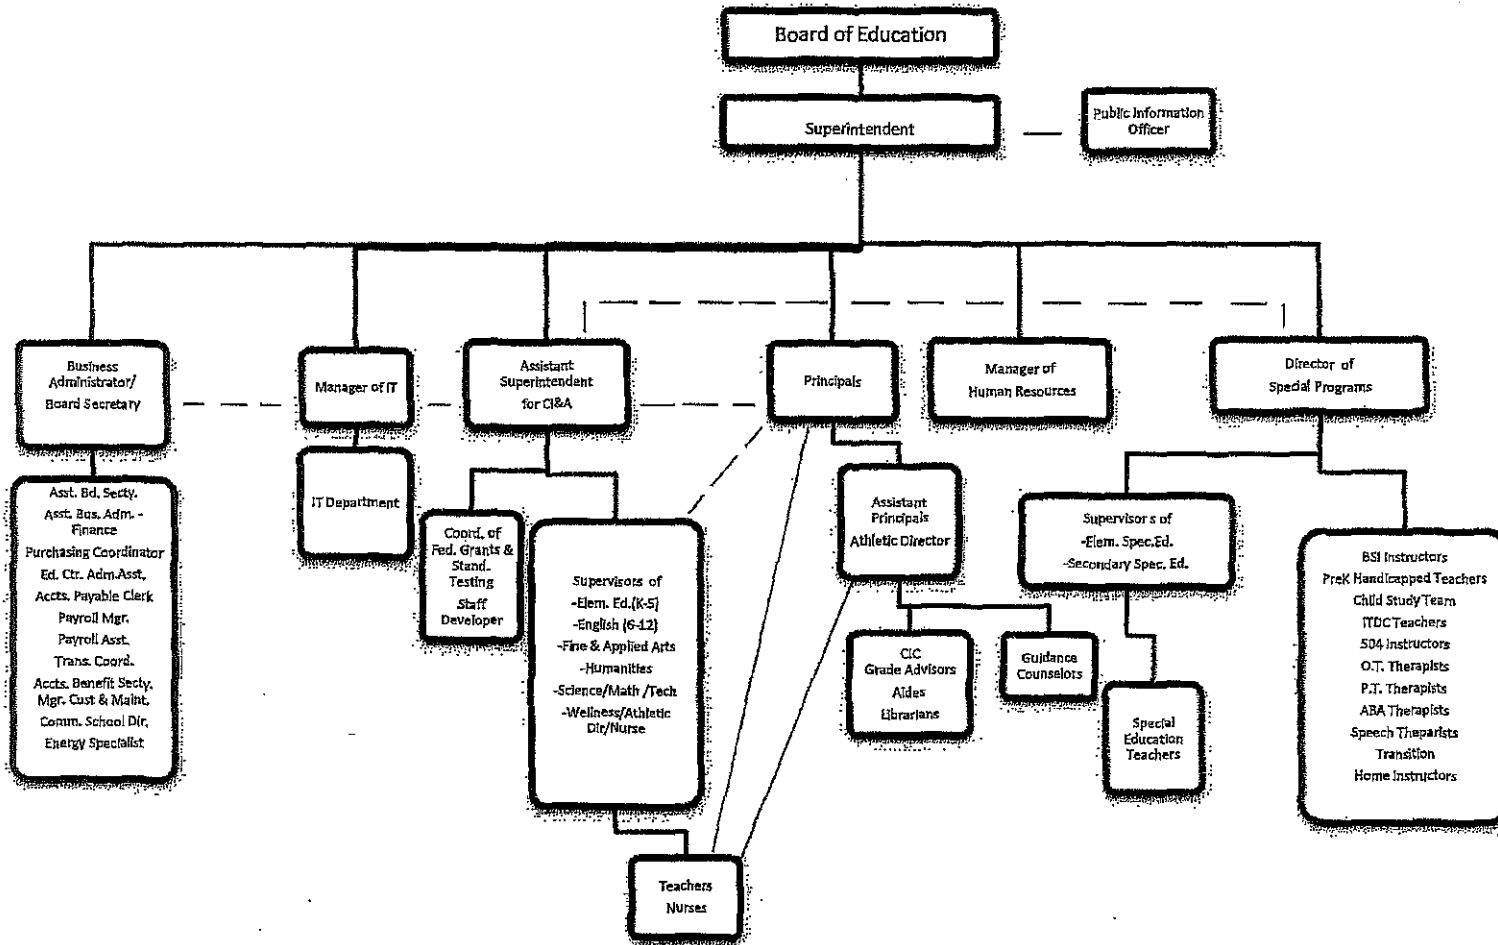 Board of Education
Superintendent
Public Information
Officer
Business
Administrator/
Board Secretary
Manager of IT
Assistant
Superintendent
for CI&A
Principals
Manager of
Human Resources
Director of
Special Programs
Asst. Bd. Secty.
Asst. Bus. Adm. -
Finance
Purchasing Coordinator
Ed. Ctr. Adm.Asst.
Accts. Payable Clerk
Payroll Mgr.
Payroll Asst.
Trans. Coord.
Accts. Benefit Secty.
Mgr. Cust & Maint.
Comm. School Dir.
Energy Specialist
IT Department
Coord. of
Fed. Grants &
Stand.
Testing
Staff
Developer
Supervisors of
-Elem. Ed.(K-5)
-English (6-12)
-Fine & Applied Arts
-Humanities
-Science/Math /Tech
-Wellness/Athletic
Dir/Nurse
Assistant
Principals
Athletic Director
Supervisors of
-Elem. Spec.Ed.
-Secondary Spec. Ed.
CIC
Grade Advisors
Aides
Librarians
Guidance
Counselors
Special
Education
Teachers
BSI Instructors
PreK Handicapped Teachers
Child Study Team
ITDC Teachers
504 Instructors
O.T. Therapists
P.T. Therapists
ABA Therapists
Speech Theparists
Transition
Home Instructors
Teachers
Nurses